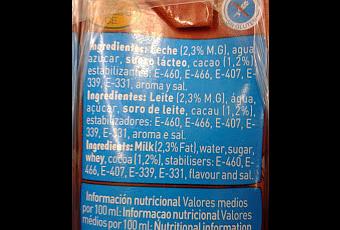 Ingredientes: Leche (2,3% M.G), agua,
azúcar, suero lácteo, cacao (1,2%),
estabilizantes: E-460, E-466, E-407, E-
339, E-331, aroma y sal.
Ingredientes: Leite (2,3% M.G), água,
açucar, soro de leite, cacau (1,2%),
estabilizadores: E-460, E-466, E-407,
E-339, E-331, aroma e sal.
Ingredients: Milk (2,3% Fat), water, sugar,
whey, cocoa (1,2%), stabilisers: E-460, E-
466, E-407, E-339, E-331, flavour and sal.
Información nutricional Valores medios
por 100 ml: Informaçao nutricional Valores
médios por 100 ml: Nutritional information